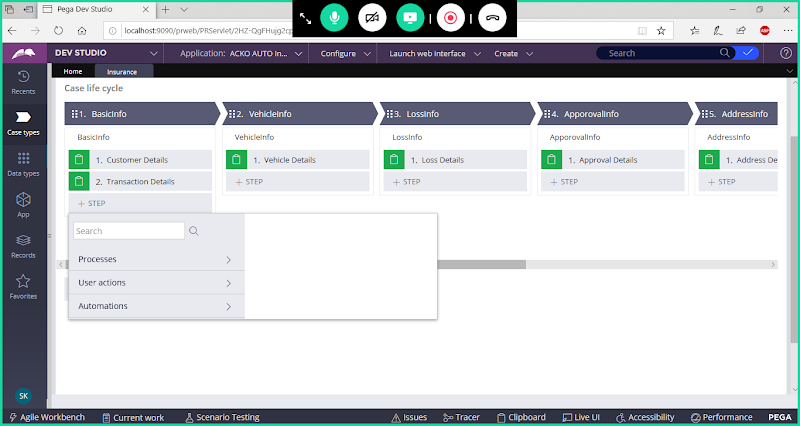 Pega Dev Studio
localhost:9090/prweb/PRServlet/2HZ-QgFHujg2cp
ABP
DEV STUDIO
Application: ACKO AUTO In...
Configure
Launch web interface
Create
Search
Home
Insurance
Recents
Case types
Data types
App
Records
Favorites
SK
Case life cycle
1. BasicInfo
2. VehicleInfo
3. LossInfo
4. ApporovalInfo
5. AddressInfo
BasicInfo
VehicleInfo
LossInfo
ApporovalInfo
AddressInfo
1. Customer Details
1. Vehicle Details
1. Loss Details
1. Approval Details
1. Address De
2. Transaction Details
+ STEP
+ STEP
+ STEP
+ STEP
+ STEP
Search
Processes
User actions
Automations
Agile Workbench
Current work
Scenario Testing
Issues
Tracer
Clipboard
Live UI
Accessibility
Performance
PEGA